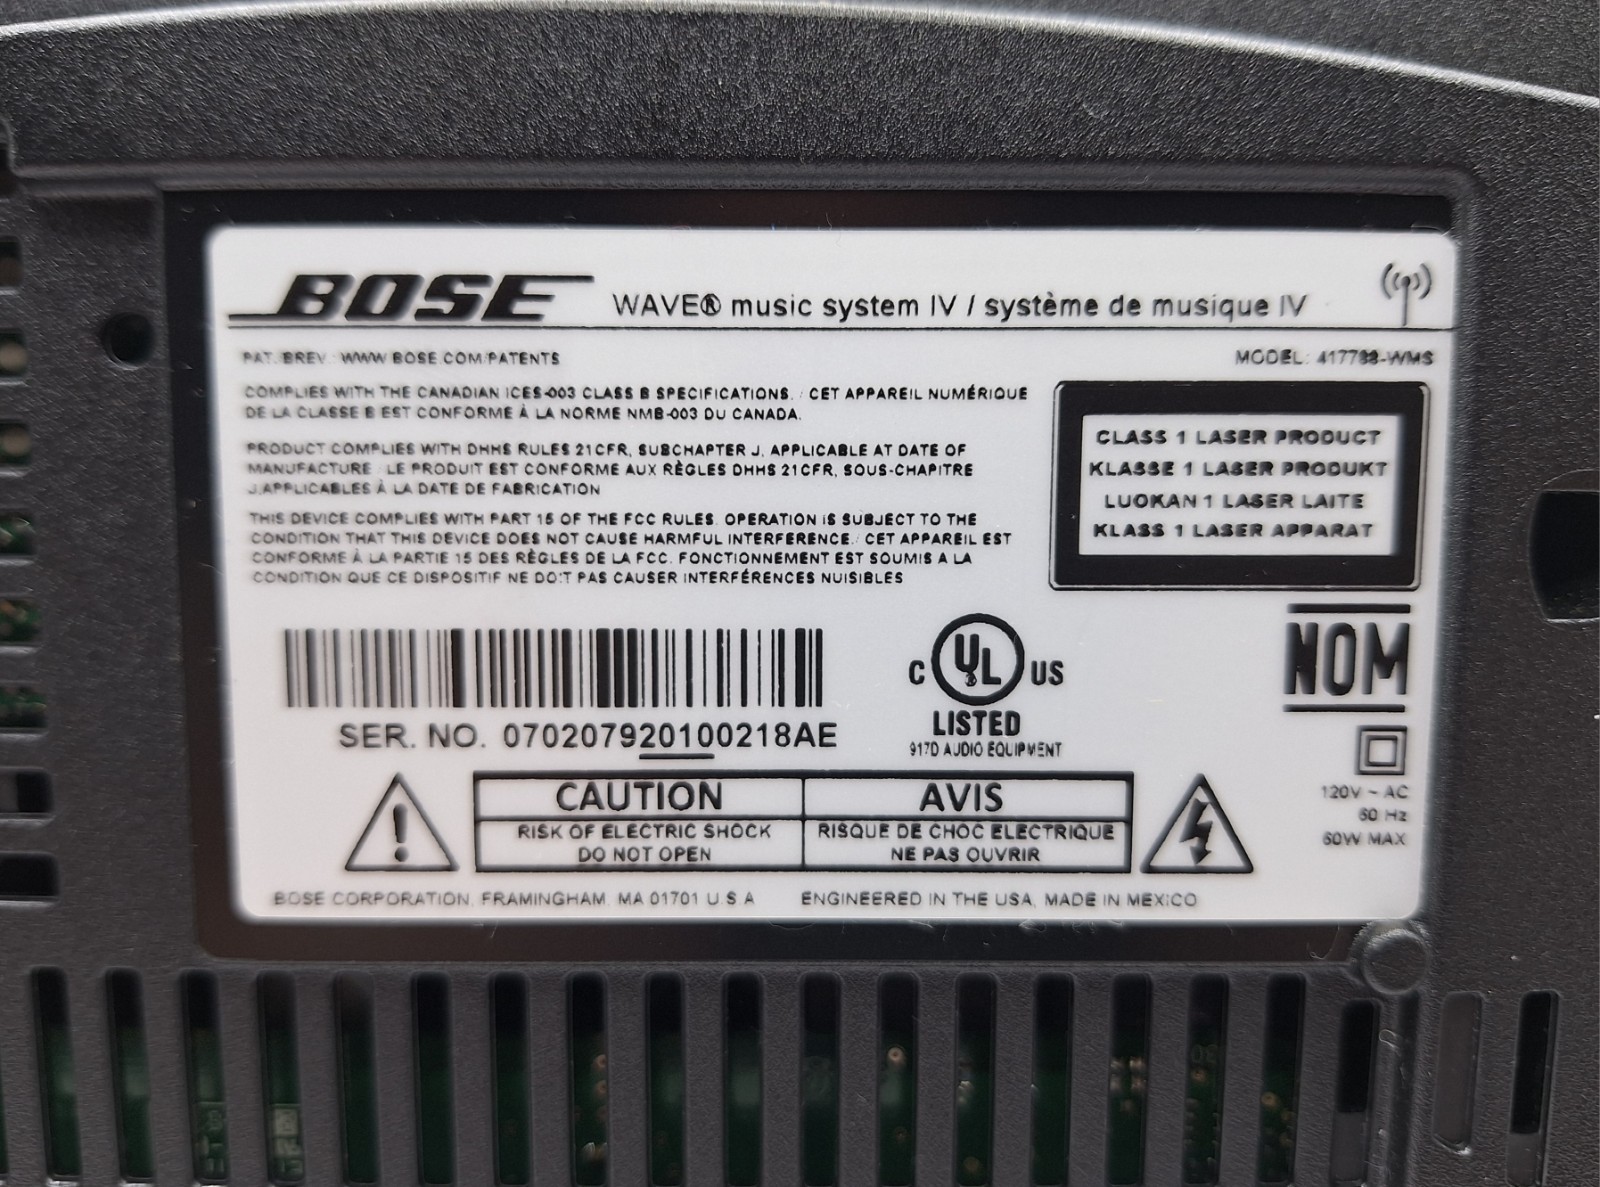 BOSE WAVE® music system IV / système de musique IV
PAT. BREV : WWW.BOSE.COM/PATENTS
MODEL: 417788-WMS
COMPLIES WITH THE CANADIAN ICES-003 CLASS B SPECIFICATIONS. / CET APPAREIL NUMÉRIQUE
DE LA CLASSE B EST CONFORME À LA NORME NMB-003 DU CANADA.
PRODUCT COMPLIES WITH DHHS RULES 21CFR, SUBCHAPTER J, APPLICABLE AT DATE OF
MANUFACTURE / LE PRODUIT EST CONFORME AUX RÈGLES DHHS 21CFR, SOUS-CHAPITRE
J,APPLICABLES À LA DATE DE FABRICATION
THIS DEVICE COMPLIES WITH PART 15 OF THE FCC RULES. OPERATION IS SUBJECT TO THE
CONDITION THAT THIS DEVICE DOES NOT CAUSE HARMFUL INTERFERENCE. / CET APPAREIL EST
CONFORME À LA PARTIE 15 DES RÈGLES DE LA FCC. FONCTIONNEMENT EST SOUMIS A LA
CONDITION QUE CE DISPOSITIF NE DOIT PAS CAUSER INTERFÉRENCES NUISIBLES
CLASS 1 LASER PRODUCT
KLASSE 1 LASER PRODUKT
LUOKAN 1 LASER LAITE
KLASS 1 LASER APPARAT
SER. NO. 070207920100218AE
C UL US
LISTED
917D AUDIO EQUIPMENT
NOM
120V ~ AC
60 Hz
60W MAX
CAUTION
RISK OF ELECTRIC SHOCK
DO NOT OPEN
AVIS
RISQUE DE CHOC ELECTRIQUE
NE PAS OUVRIR
BOSE CORPORATION, FRAMINGHAM, MA 01701 U.S.A
ENGINEERED IN THE USA, MADE IN MEXICO